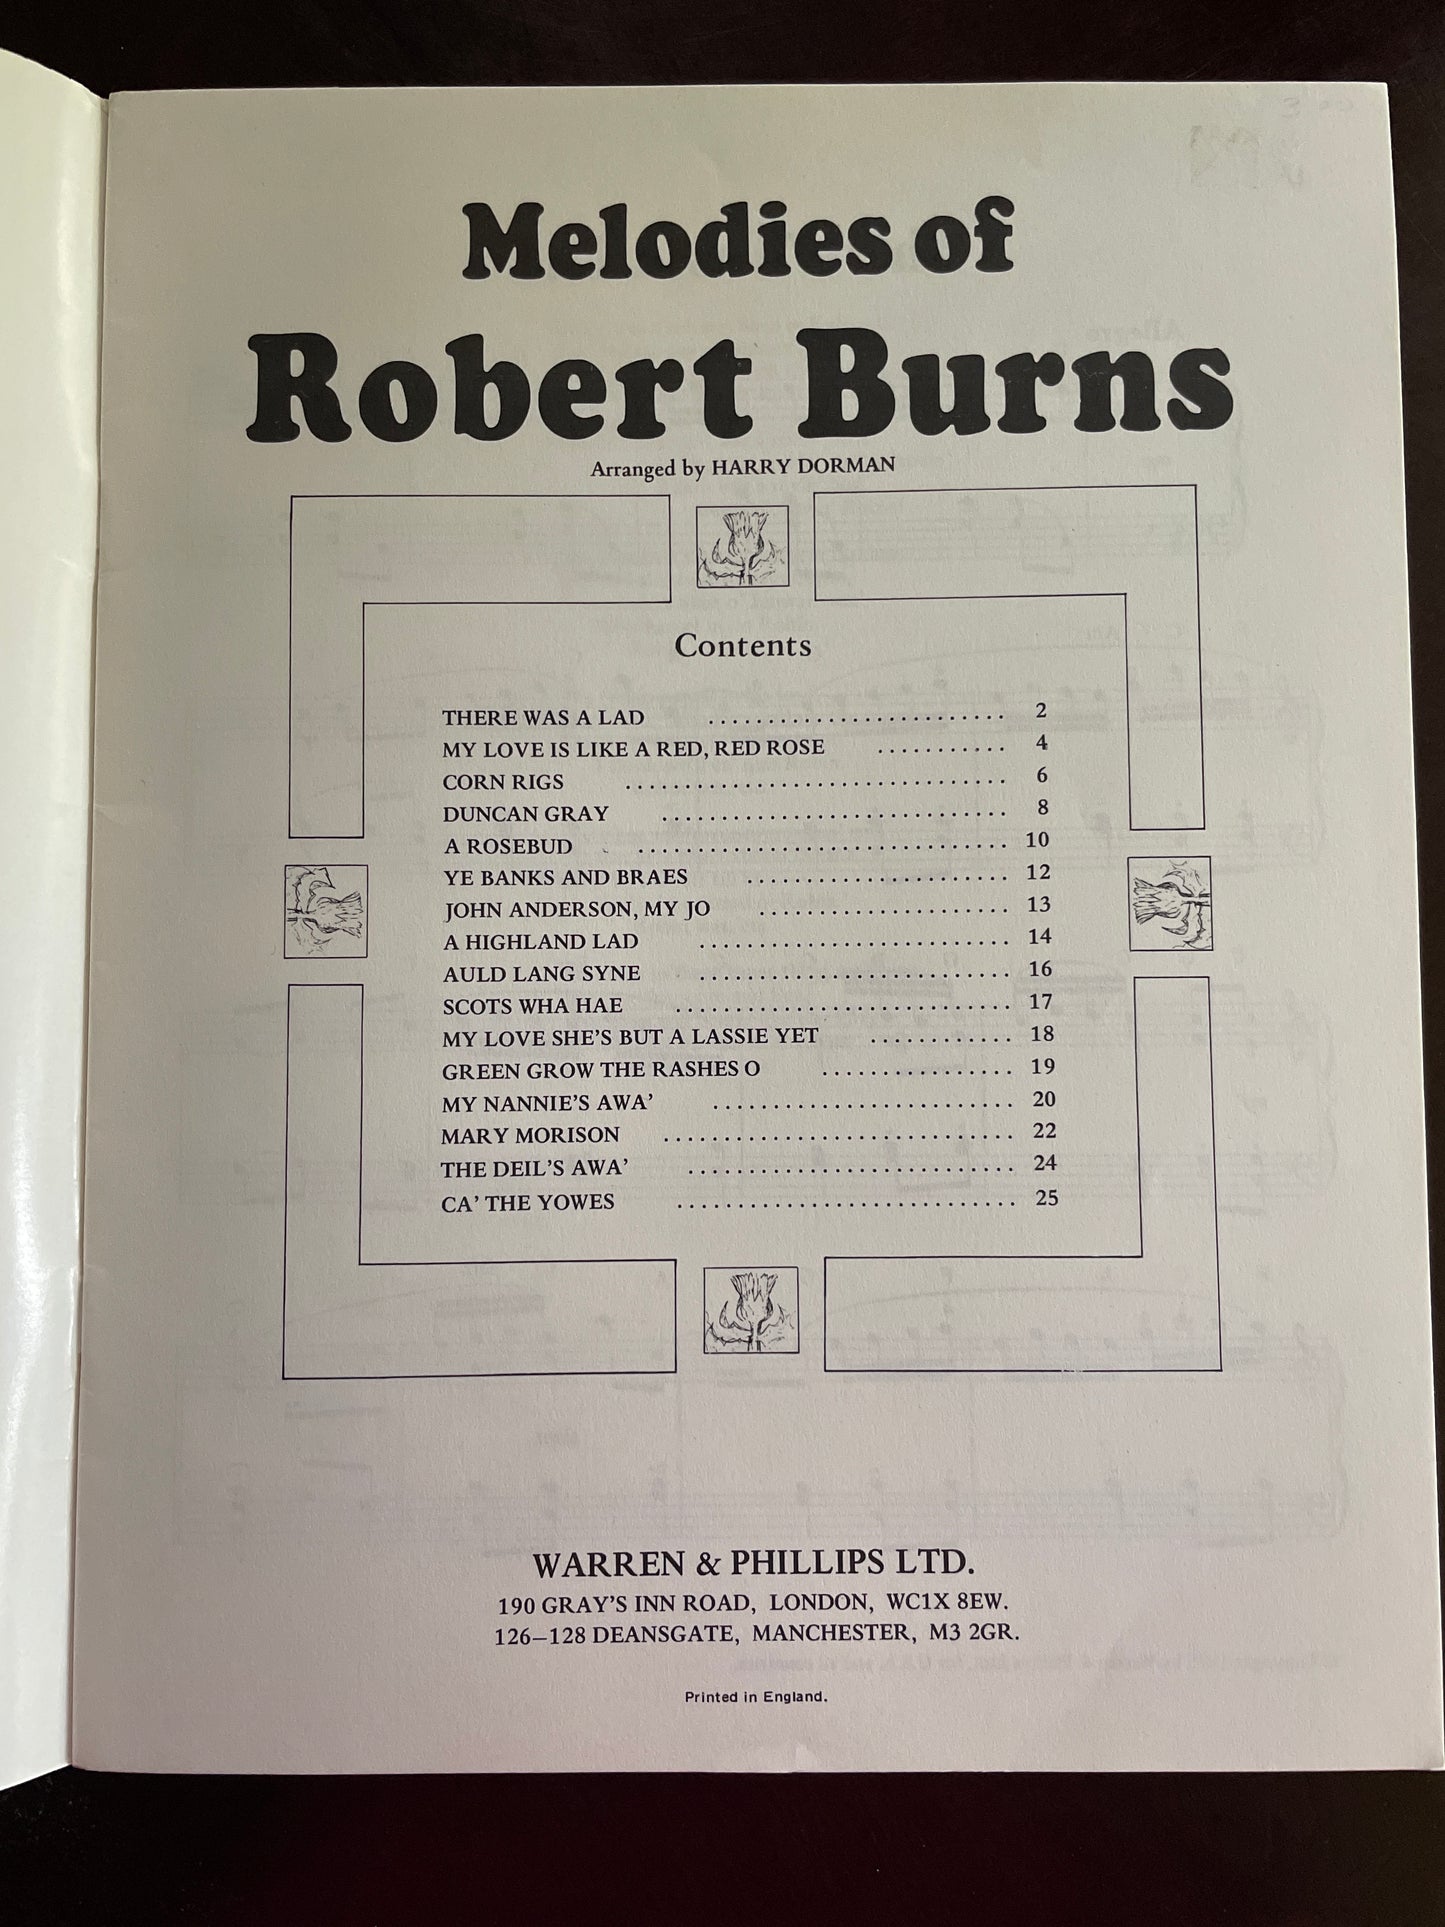 Melodies of
Robert Burns
Arranged by HARRY DORMAN
Contents
THERE WAS A LAD .......................... 2
MY LOVE IS LIKE A RED, RED ROSE ........... 4
CORN RIGS ................................ 6
DUNCAN GRAY ............................. 8
A ROSEBUD ............................... 10
YE BANKS AND BRAES ...................... 12
JOHN ANDERSON, MY JO ..................... 13
A HIGHLAND LAD .......................... 14
AULD LANG SYNE .......................... 16
SCOTS WHA HAE ............................ 17
MY LOVE SHE'S BUT A LASSIE YET ............ 18
GREEN GROW THE RASHES O ................ 19
MY NANNIE'S AWA' .......................... 20
MARY MORISON .............................. 22
THE DEIL'S AWA' ............................ 24
CA' THE YOWES ............................. 25
WARREN & PHILLIPS LTD.
190 GRAY'S INN ROAD, LONDON, WC1X 8EW.
126–128 DEANSGATE, MANCHESTER, M3 2GR.
Printed in England.